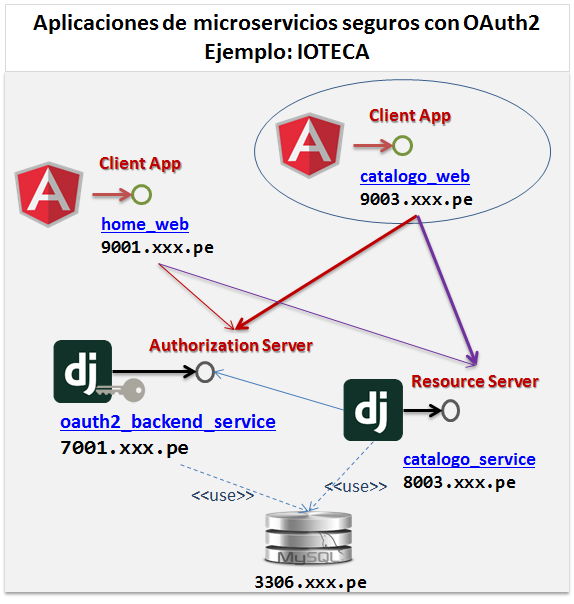 Aplicaciones de microservicios seguros con OAuth2
Ejemplo: IOTECA
Client App
catalogo_web
9003.xxx.pe
Client App
home_web
9001.xxx.pe
Authorization Server
dj
oauth2_backend_service
7001.xxx.pe
Resource Server
dj
catalogo_service
8003.xxx.pe
<<use>>
<<use>>
MySQL
3306.xxx.pe